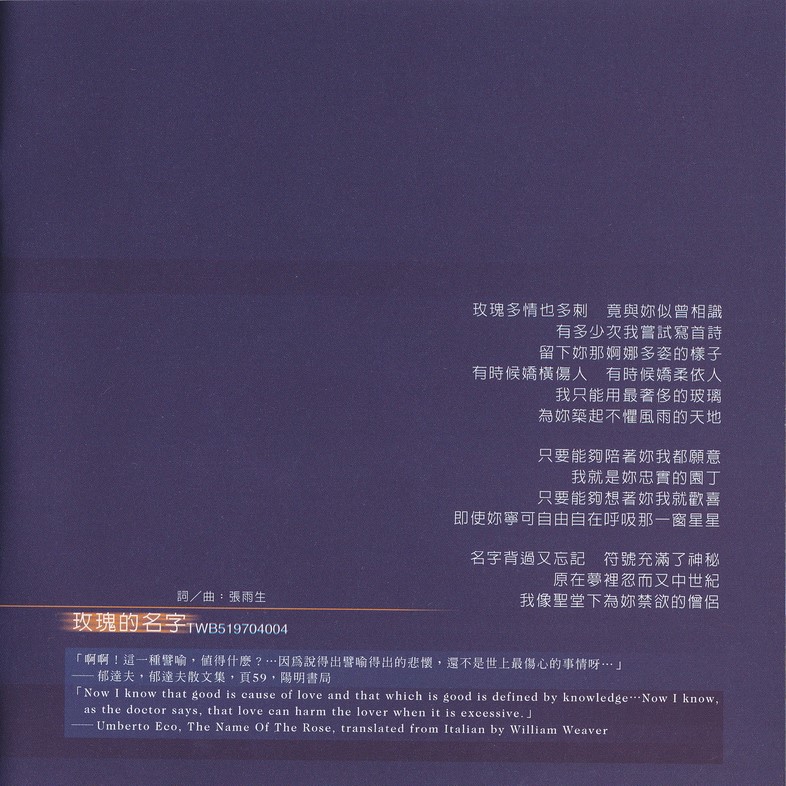 玫瑰多情也多刺　竟與妳似曾相識
有多少次我嘗試寫首詩
留下妳那婀娜多姿的樣子
有時候嬌橫傷人　有時候嬌柔依人
我只能用最奢侈的玻璃
為妳築起不懼風雨的天地
只要能夠陪著妳我都願意
我就是妳忠實的園丁
只要能夠想著妳我就歡喜
即使妳寧可自由自在呼吸那一窗星星
名字背過又忘記　符號充滿了神秘
原在夢裡忽而又中世紀
我像聖堂下為妳禁欲的僧侶
詞／曲：張雨生
玫瑰的名字TWB519704004
「啊啊！這一種譬喻，值得什麼？…因爲說得出譬喻得出的悲懷，還不是世上最傷心的事情呀…」
——郁達夫，郁達夫散文集，頁59，陽明書局
「Now I know that good is cause of love and that which is good is defined by knowledge…Now I know,
as the doctor says, that love can harm the lover when it is excessive.」
——Umberto Eco, The Name Of The Rose, translated from Italian by William Weaver